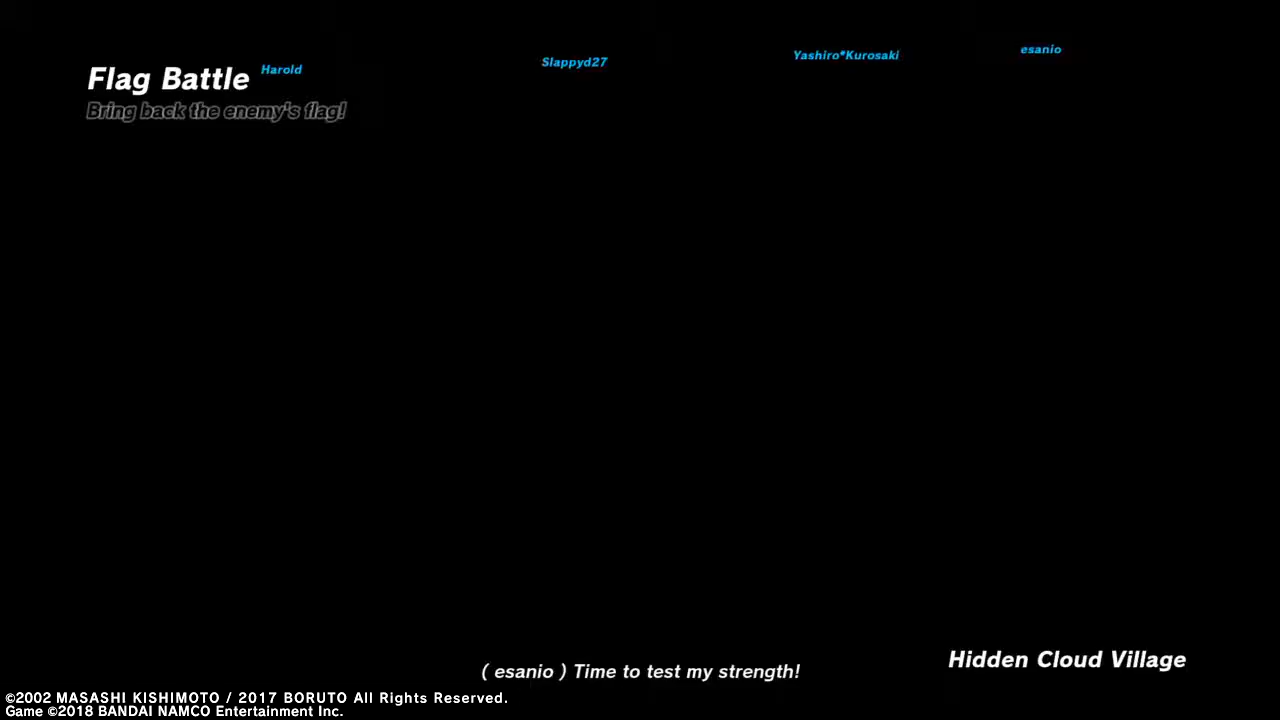 Flag Battle
Harold
Slappyd27
Yashiro*Kurosaki
esanio
Bring back the enemy's flag!
( esanio ) Time to test my strength!
Hidden Cloud Village
©2002 MASASHI KISHIMOTO / 2017 BORUTO All Rights Reserved.
Game ©2018 BANDAI NAMCO Entertainment Inc.